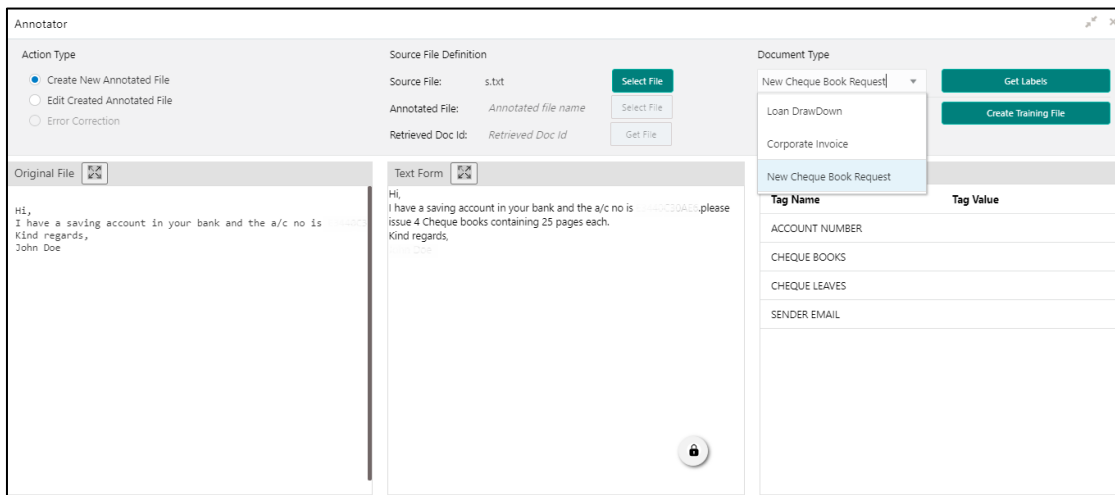 Annotator
Action Type
Create New Annotated File
Edit Created Annotated File
Error Correction
Source File Definition
Source File: s.txt Select File
Annotated File: Annotated file name Select File
Retrieved Doc Id: Retrieved Doc Id Get File
Document Type
New Cheque Book Request Get Labels
Loan DrawDown
Corporate Invoice
New Cheque Book Request
Create Training File
Original File
Hi,
I have a saving account in your bank and the a/c no is
Kind regards,
John Doe
Text Form
Hi,
I have a saving account in your bank and the a/c no is .please
issue 4 Cheque books containing 25 pages each.
Kind regards,
Doe
Tag Name Tag Value
ACCOUNT NUMBER
CHEQUE BOOKS
CHEQUE LEAVES
SENDER EMAIL